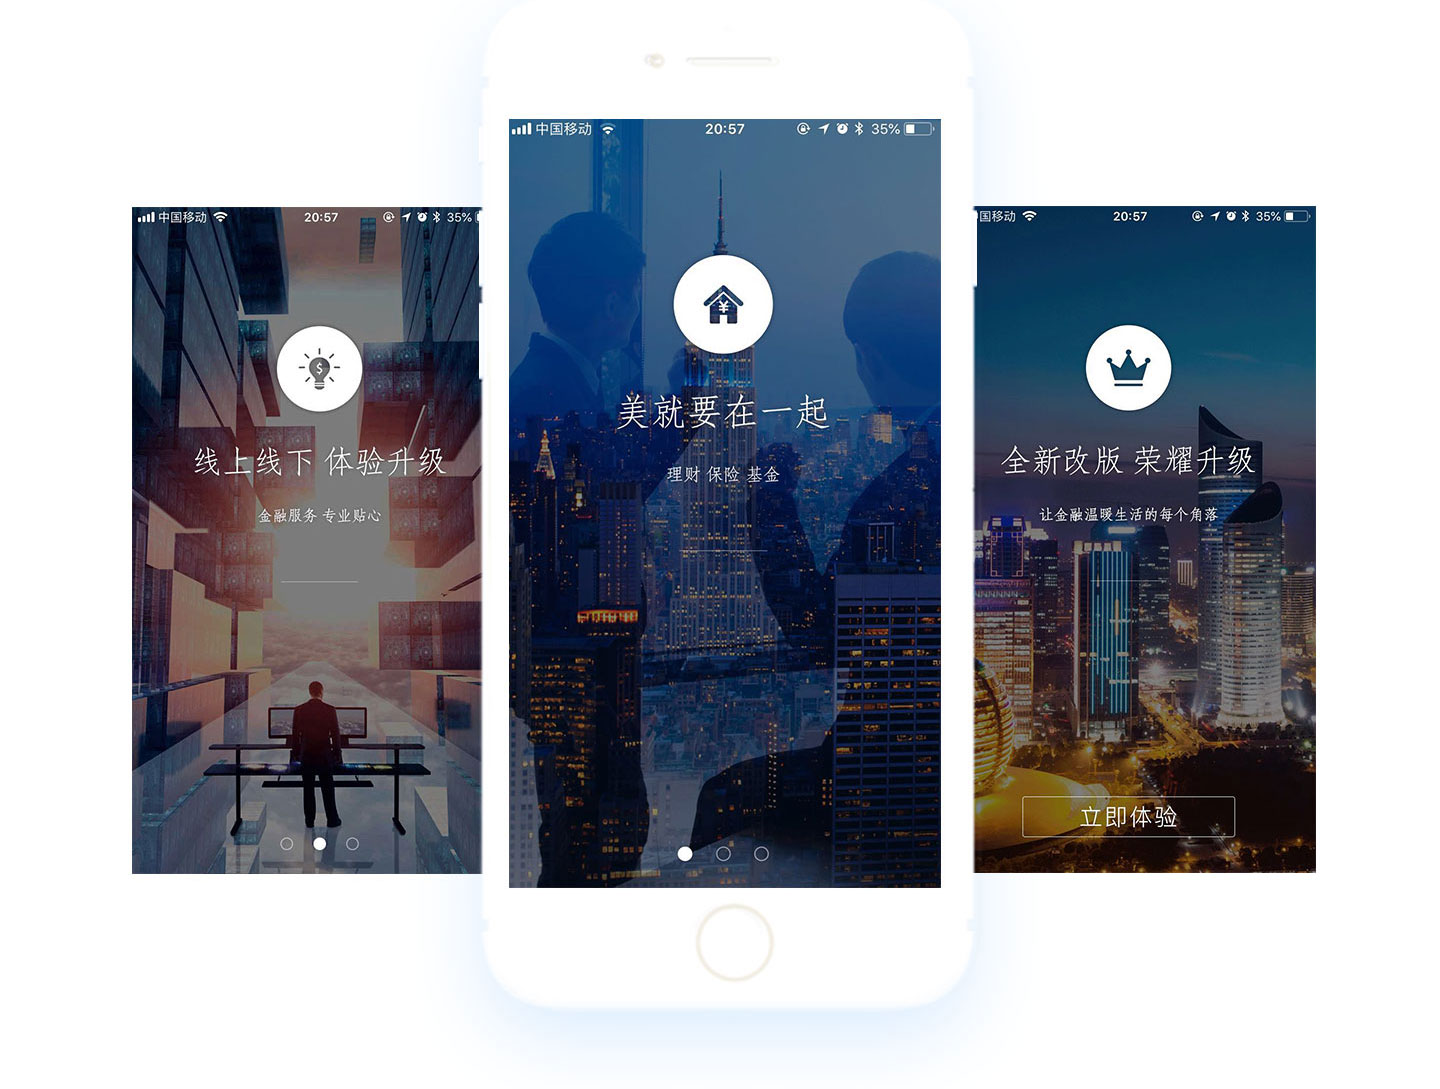 中国移动 20:57 35%
线上线下 体验升级
金融服务 专业贴心
中国移动 20:57 35%
¥
美就要在一起
理财 保险 基金
国移动 20:57 35%
全新改版 荣耀升级
让金融温暖生活的每个角落
立即体验